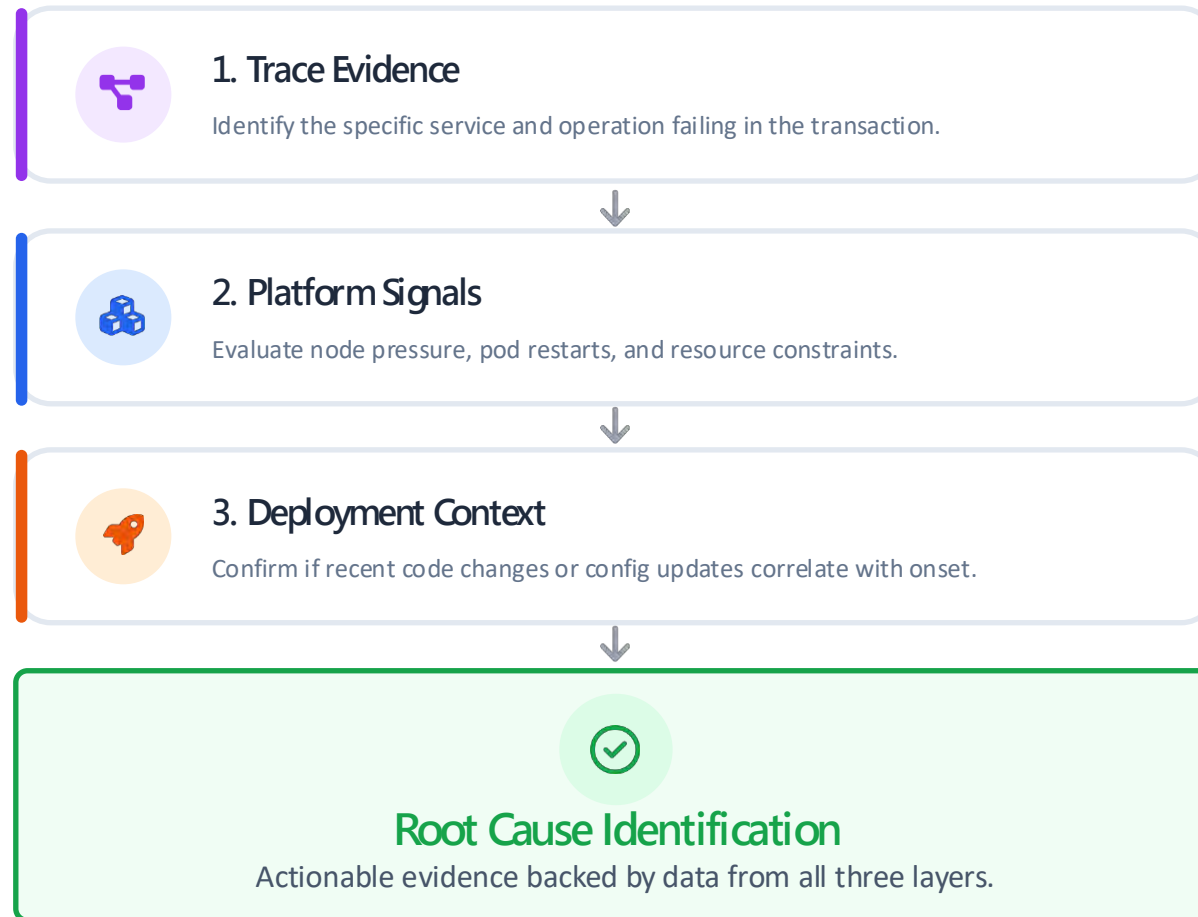 1. Trace Evidence
Identify the specific service and operation failing in the transaction.
2. Platform Signals
Evaluate node pressure, pod restarts, and resource constraints.
3. Deployment Context
Confirm if recent code changes or config updates correlate with onset.
Root Cause Identification
Actionable evidence backed by data from all three layers.